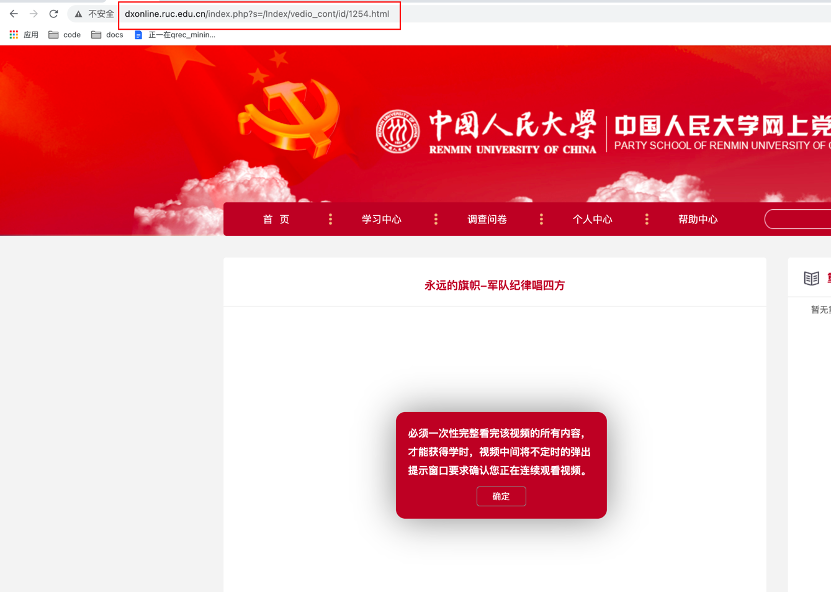 不安全
dxonline.ruc.edu.cn/index.php?s=/Index/vedio_cont/id/1254.html
应用 code docs 正一在qrec_minin...
中国人民大学 中国人民大学网上党
RENMIN UNIVERSITY OF CHINA PARTY SCHOOL OF RENMIN UNIVERSITY OF
首 页 学习中心 调查问卷 个人中心 帮助中心
永远的旗帜–军队纪律唱四方
暂无
必须一次性完整看完该视频的所有内容,
才能获得学时,视频中间将不定时的弹出
提示窗口要求确认您正在连续观看视频。
确定